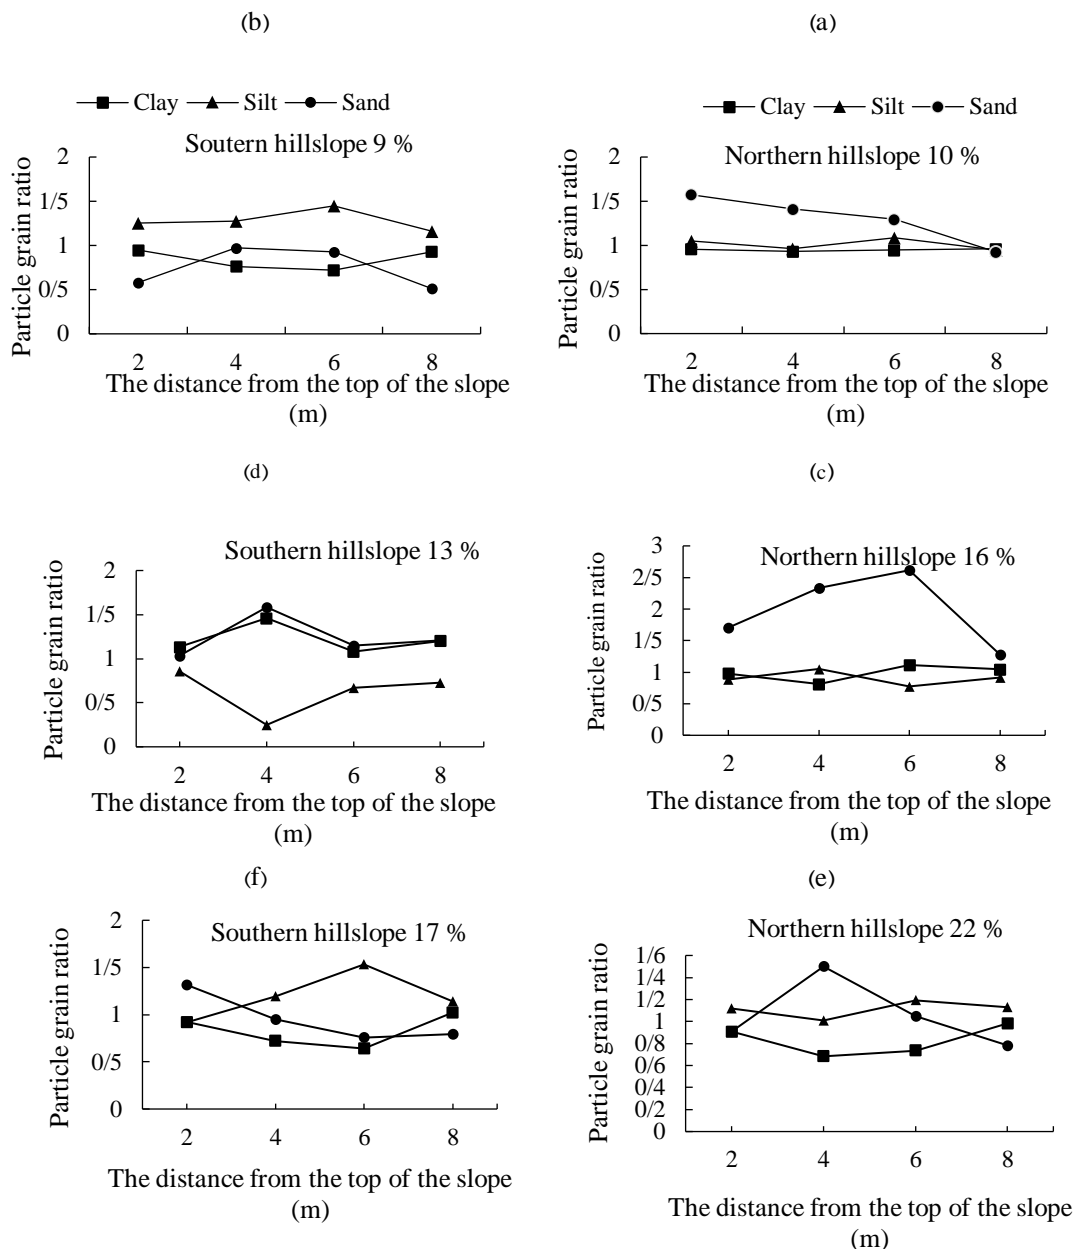 (b)
(a)
Clay Silt Sand
Clay Silt Sand
Soutern hillslope 9 %
Particle grain ratio
2
1/5
1
0/5
0
2 4 6 8
The distance from the top of the slope
(m)
Northern hillslope 10 %
Particle grain ratio
2
1/5
1
0/5
0
2 4 6 8
The distance from the top of the slope
(m)
(d)
(c)
Southern hillslope 13 %
Particle grain ratio
2
1/5
1
0/5
0
2 4 6 8
The distance from the top of the slope
(m)
Northern hillslope 16 %
Particle grain ratio
3
2/5
2
1/5
1
0/5
0
2 4 6 8
The distance from the top of the slope
(m)
(f)
(e)
Southern hillslope 17 %
Particle grain ratio
2
1/5
1
0/5
0
2 4 6 8
The distance from the top of the slope
(m)
Northern hillslope 22 %
Particle grain ratio
1/6
1/4
1/2
1
0/8
0/6
0/4
0/2
0
2 4 6 8
The distance from the top of the slope
(m)